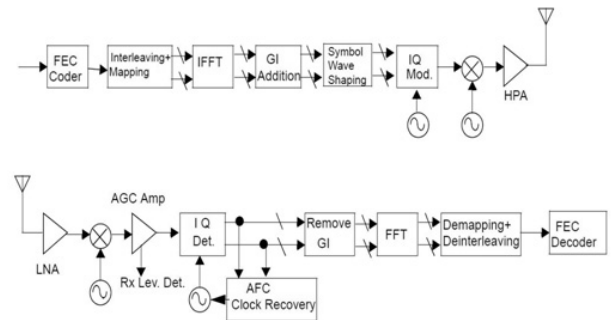 FEC
Coder
Interleaving+
Mapping
IFFT
GI
Addition
Symbol
Wave
Shaping
IQ
Mod.
HPA
LNA
AGC Amp
Rx Lev. Det.
I Q
Det.
AFC
Clock Recovery
Remove
GI
FFT
Demapping+
Deinterleaving
FEC
Decoder